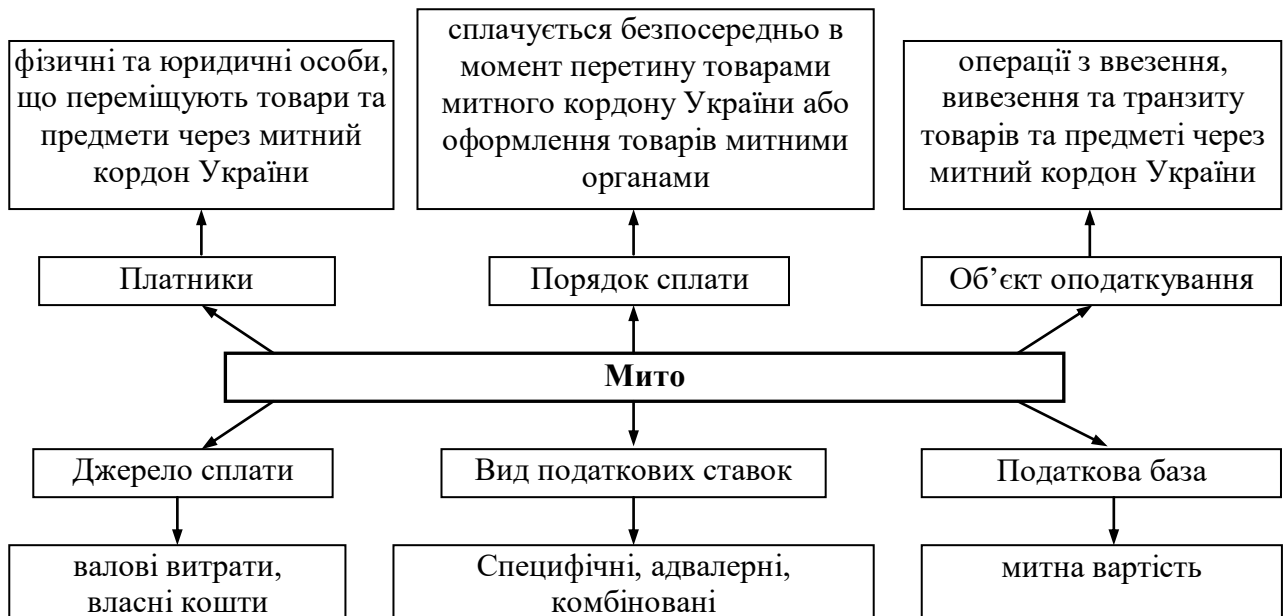 фізичні та юридичні особи,
що переміщують товари та
предмети через митний
кордон України
сплачується безпосередньо в
момент перетину товарами
митного кордону України або
оформлення товарів митними
органами
операції з ввезення,
вивезення та транзиту
товарів та предметі через
митний кордон України
Платники
Порядок сплати
Об’єкт оподаткування
Мито
Джерело сплати
Вид податкових ставок
Податкова база
валові витрати,
власні кошти
Специфічні, адвалерні,
комбіновані
митна вартість